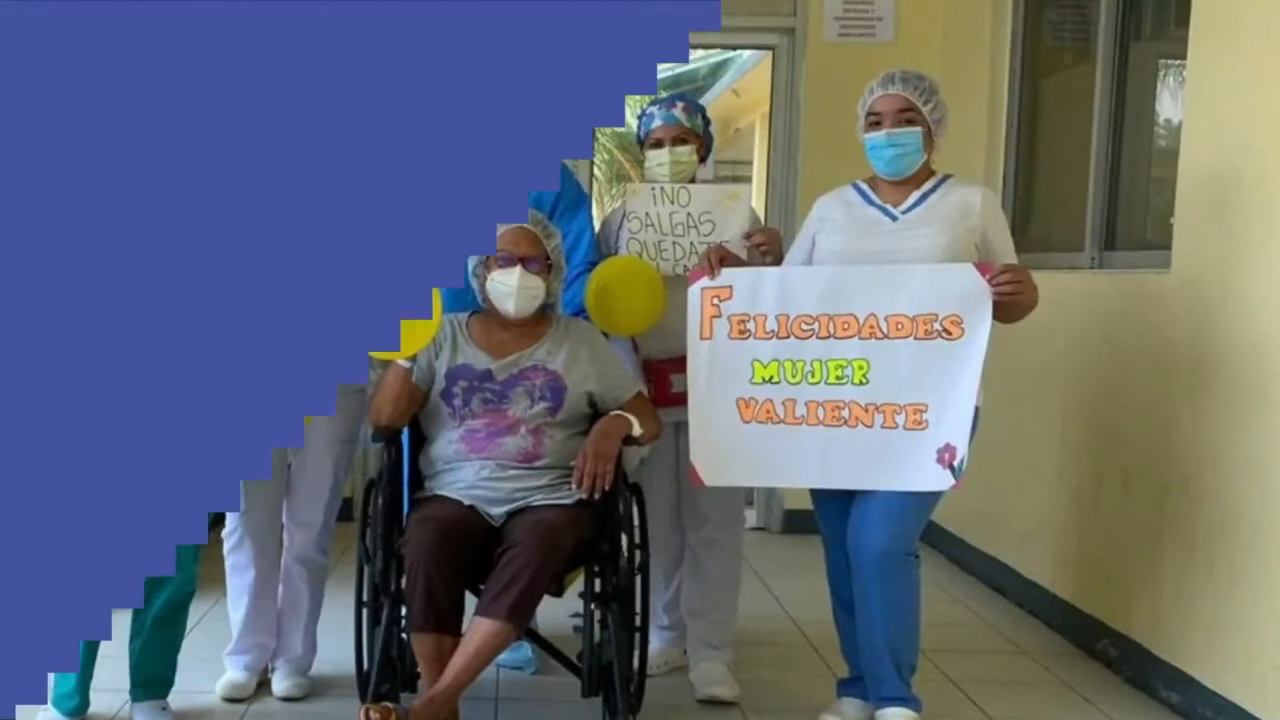 ¡NO
SALGAS
QUEDATE
FELICIDADES
MUJER
VALIENTE